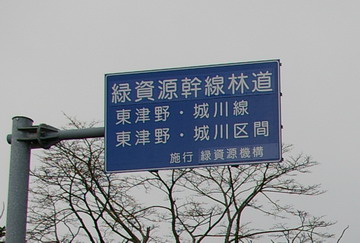 緑資源幹線林道
東津野・城川線
東津野・城川区間
施行 緑資源機構